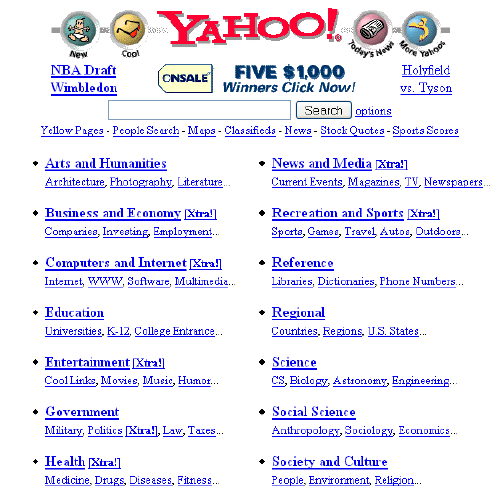 YAHOO!
New Cool Today's News More Yahoos
NBA Draft
Wimbledon
ONSALE
FIVE $1,000
Winners Click Now!
Holyfield
vs. Tyson
Search options
Yellow Pages - People Search - Maps - Classifieds - News - Stock Quotes - Sports Scores
Arts and Humanities
Architecture, Photography, Literature...
News and Media [Xtra!]
Current Events, Magazines, TV, Newspapers...
Business and Economy [Xtra!]
Companies, Investing, Employment...
Recreation and Sports [Xtra!]
Sports, Games, Travel, Autos, Outdoors...
Computers and Internet [Xtra!]
Internet, WWW, Software, Multimedia...
Reference
Libraries, Dictionaries, Phone Numbers...
Education
Universities, K-12, College Entrance...
Regional
Countries, Regions, U.S. States...
Entertainment [Xtra!]
Cool Links, Movies, Music, Humor...
Science
CS, Biology, Astronomy, Engineering...
Government
Military, Politics [Xtra!], Law, Taxes...
Social Science
Anthropology, Sociology, Economics...
Health [Xtra!]
Medicine, Drugs, Diseases, Fitness...
Society and Culture
People, Environment, Religion...